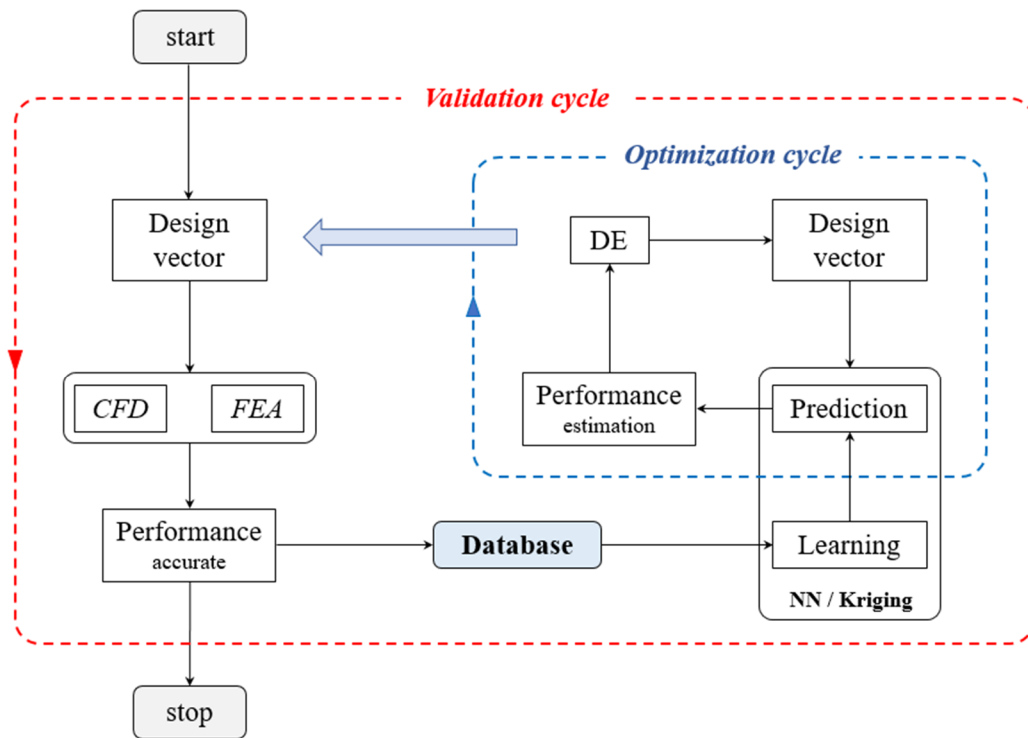 start
Validation cycle
Optimization cycle
Design
vector
DE
Design
vector
CFD
FEA
Performance
estimation
Prediction
Performance
accurate
Database
Learning
NN / Kriging
stop